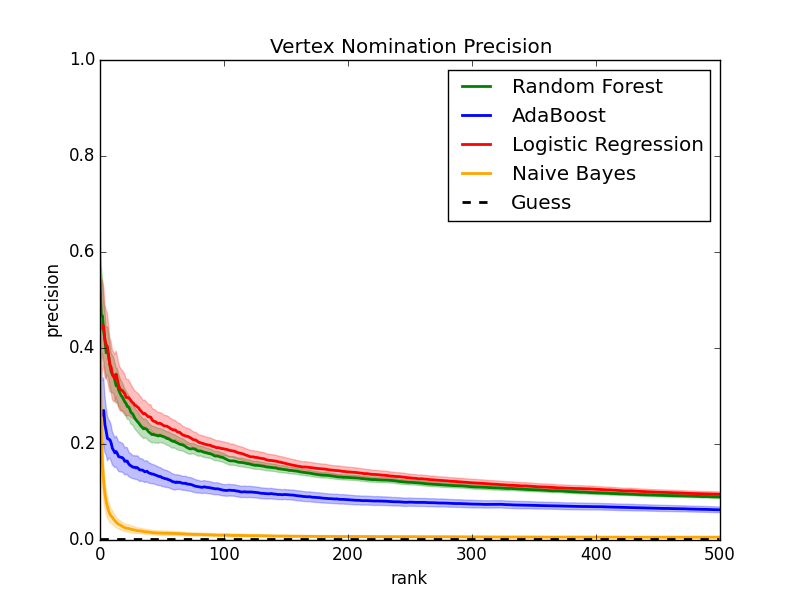 Vertex Nomination Precision
1.0
0.8
0.6
0.4
0.2
0.0
precision
Random Forest
AdaBoost
Logistic Regression
Naive Bayes
Guess
0 100 200 300 400 500
rank